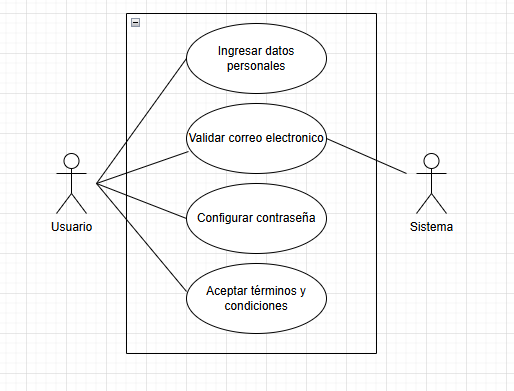 Ingresar datos
personales
Validar correo electronico
Configurar contraseña
Aceptar términos y
condiciones
Usuario
Sistema